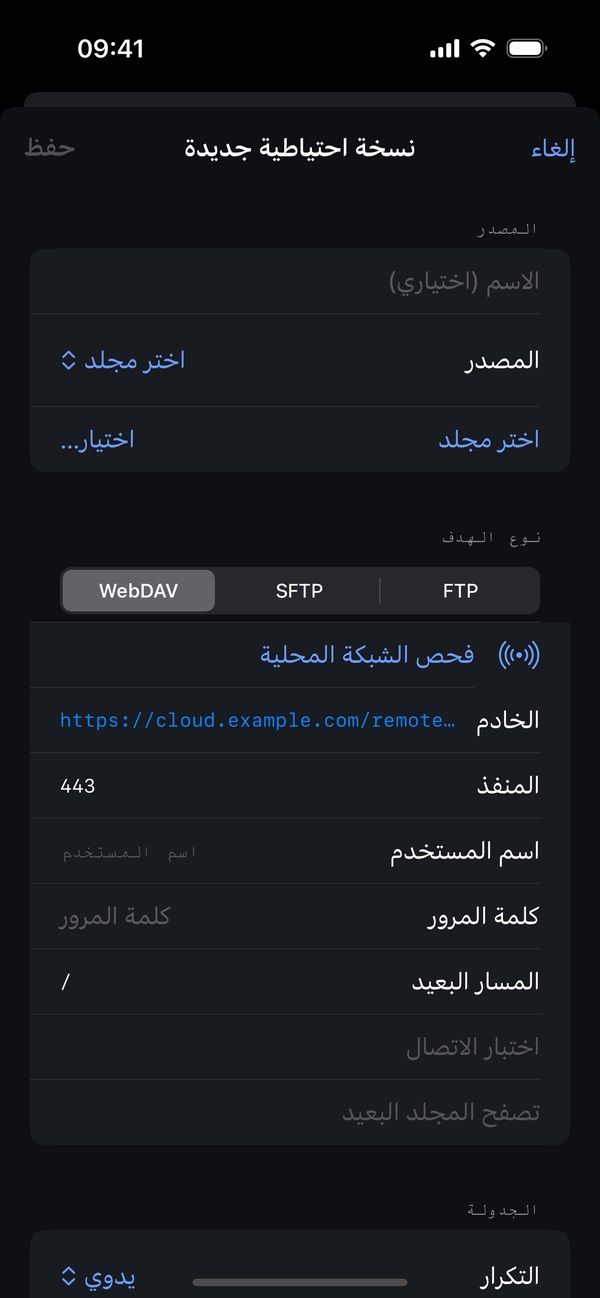 09:41
إلغاء
نسخة احتياطية جديدة
حفظ
المصدر
الاسم (اختياري)
المصدر
اختر مجلد
اختر مجلد
اختيار...
نوع الهدف
FTP
SFTP
WebDAV
فحص الشبكة المحلية
الخادم
https://cloud.example.com/remote…
المنفذ
443
اسم المستخدم
اسم المستخدم
كلمة المرور
كلمة المرور
المسار البعيد
/
اختبار الاتصال
تصفح المجلد البعيد
الجدولة
التكرار
يدوي